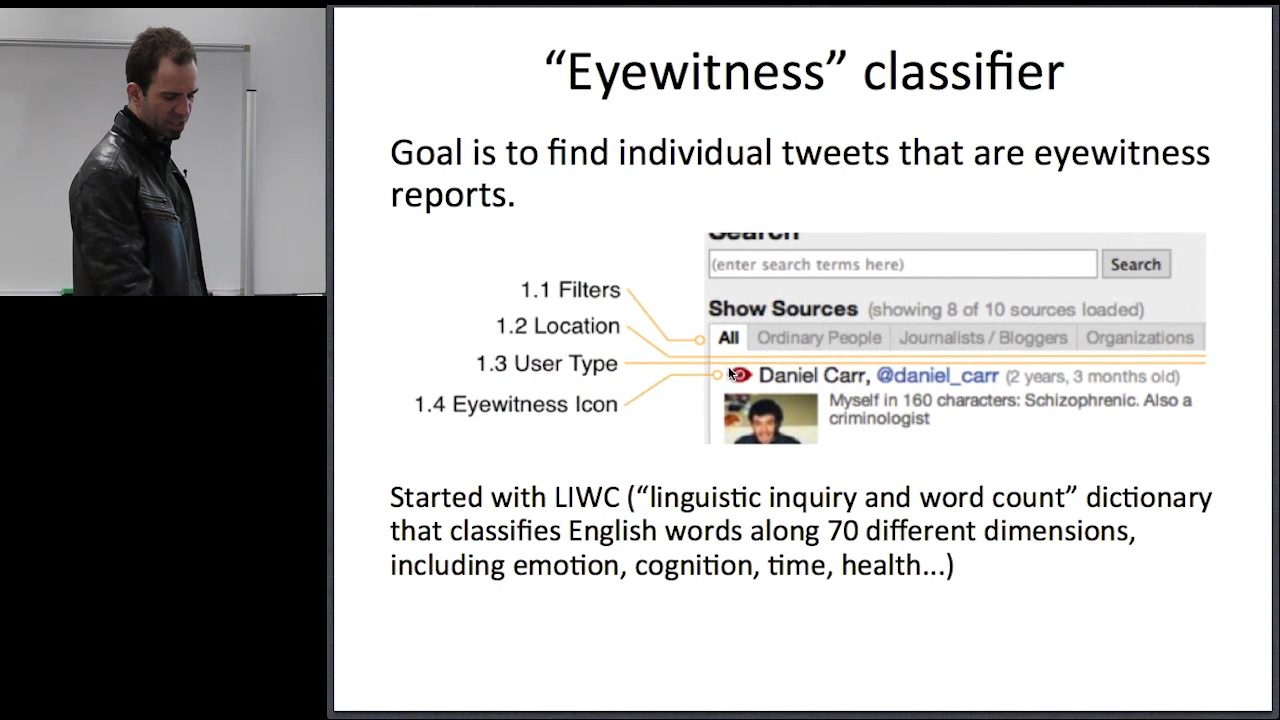 “Eyewitness” classifier
Goal is to find individual tweets that are eyewitness
reports.
Search
(enter search terms here) Search
Show Sources (showing 8 of 10 sources loaded)
All Ordinary People Journalists / Bloggers Organizations
1.1 Filters
1.2 Location
1.3 User Type
1.4 Eyewitness Icon
Daniel Carr, @daniel_carr (2 years, 3 months old)
Myself in 160 characters: Schizophrenic. Also a
criminologist
Started with LIWC (“linguistic inquiry and word count” dictionary
that classifies English words along 70 different dimensions,
including emotion, cognition, time, health...)